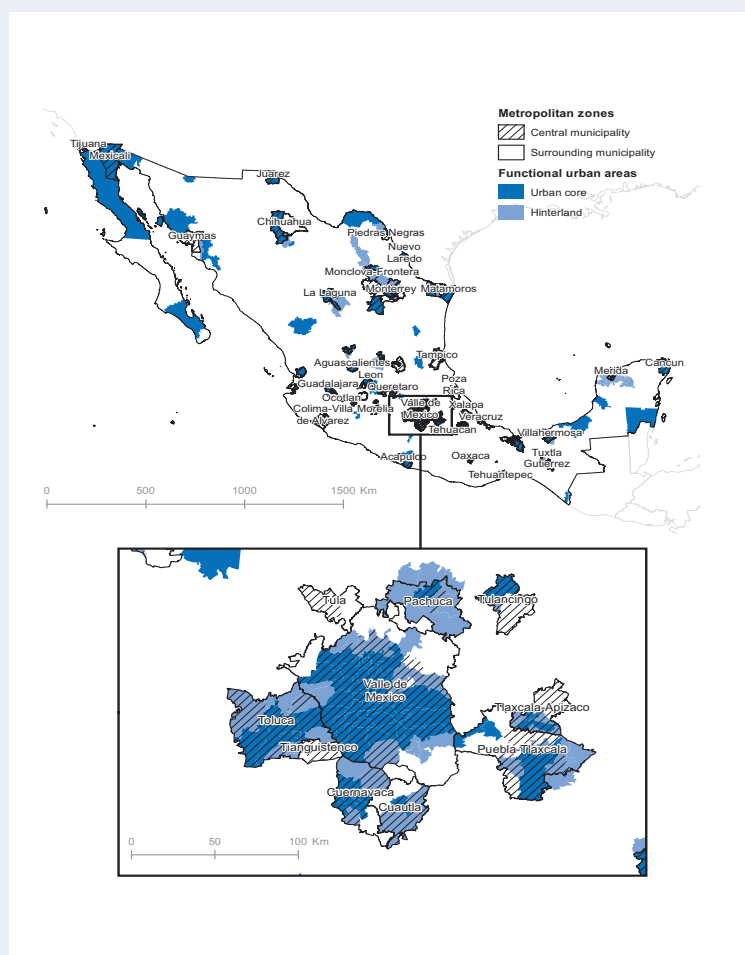 Metropolitan zones
Central municipality
Surrounding municipality
Functional urban areas
Urban core
Hinterland
Tijuana
Mexicali
Juarez
Chihuahua
Guaymas
Piedras Negras
Nuevo
Laredo
Monclova-Frontera
La Laguna
Monterrey
Matamoros
Aguascalientes
Tampico
Leon
Guadalajara
Queretaro
Poza
Rica
Merida
Cancun
Ocotlan
Colima-Villa
de Alvarez
Morelia
Valle de
Mexico
Xalapa
Veracruz
Tehuacan
Villahermosa
Acapulco
Oaxaca
Tuxtla
Gutierrez
Tehuantepec
0 500 1000 1500 Km
Tula
Pachuca
Tulancingo
Valle de
Mexico
Toluca
Tlaxcala-Apizaco
Tianguistenco
Puebla-Tlaxcala
Cuernavaca
Cuautla
0 50 100 Km